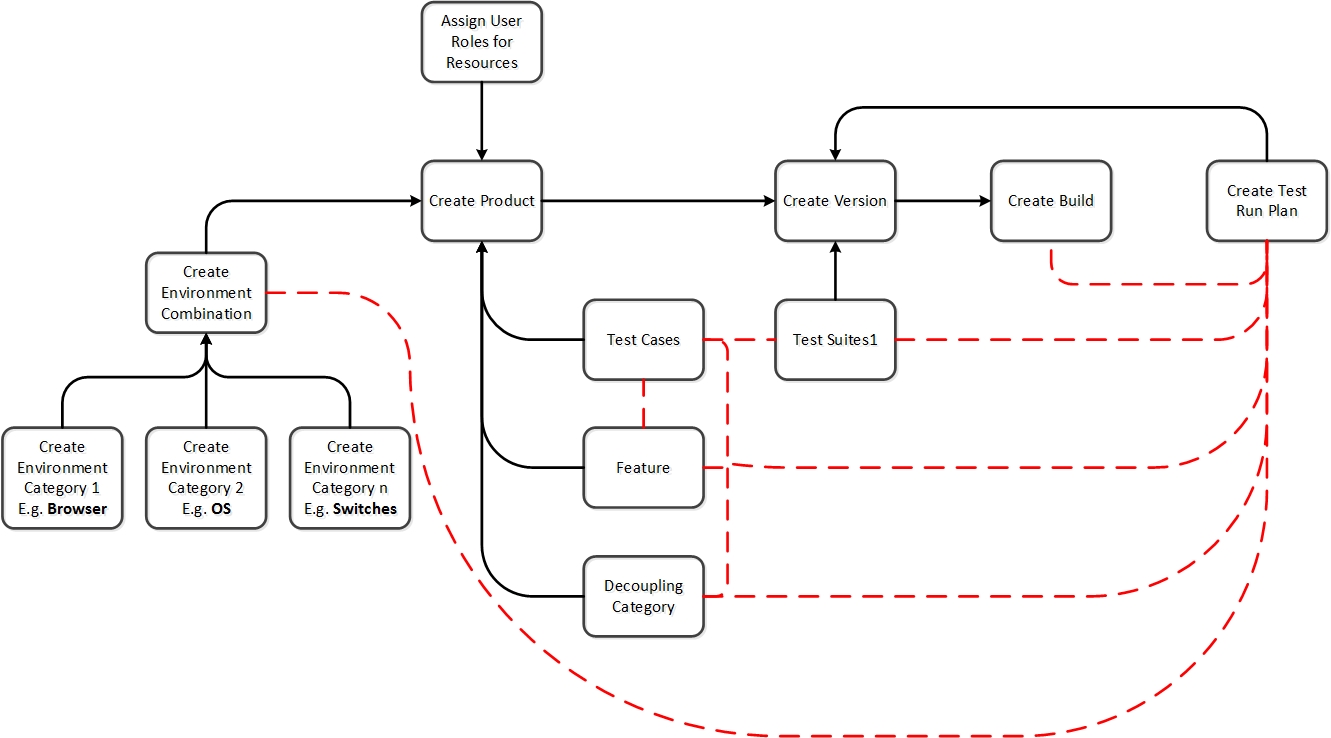 Assign User
Roles for
Resources
Create Product
Create Version
Create Build
Create Test
Run Plan
Create
Environment
Combination
Test Cases
Test Suites1
Create
Environment
Category 1
E.g. Browser
Create
Environment
Category 2
E.g. OS
Create
Environment
Category n
E.g. Switches
Feature
Decoupling
Category